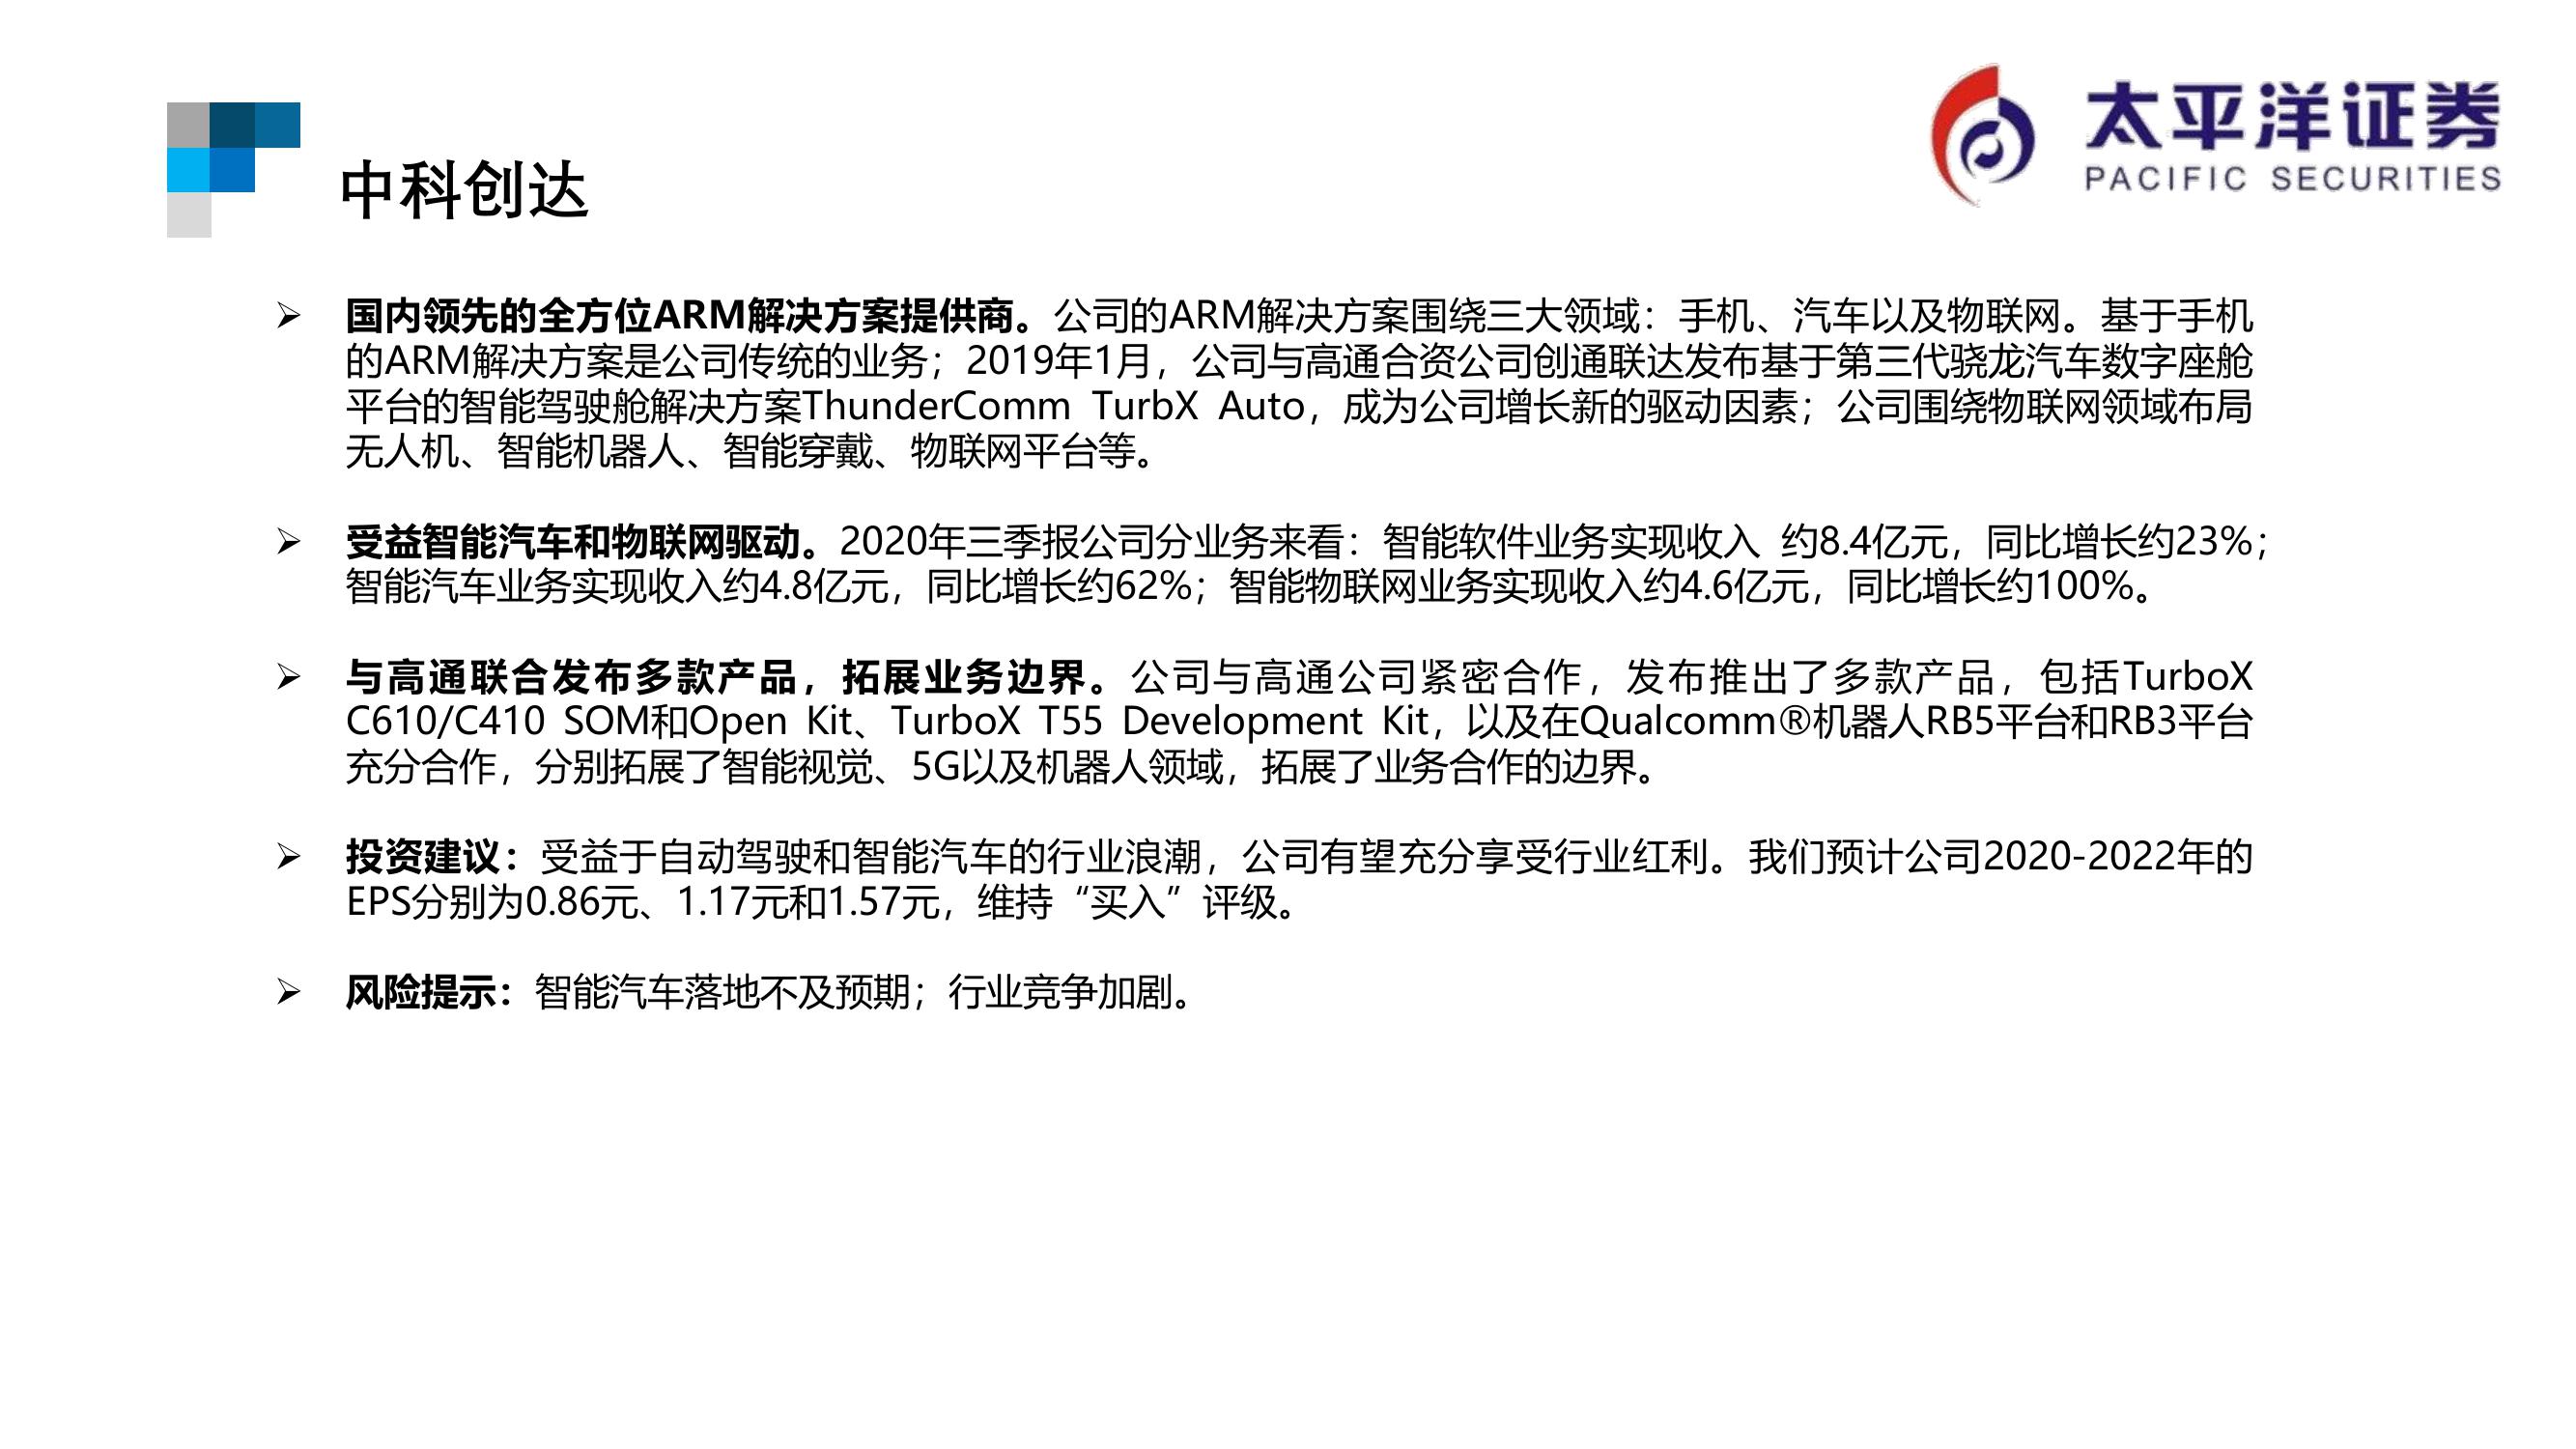 太平洋证券
PACIFIC SECURITIES
中科创达
➢ 国内领先的全方位ARM解决方案提供商。公司的ARM解决方案围绕三大领域：手机、汽车以及物联网。基于手机
的ARM解决方案是公司传统的业务；2019年1月，公司与高通合资公司创通联达发布基于第三代骁龙汽车数字座舱
平台的智能驾驶舱解决方案ThunderComm TurbX Auto，成为公司增长新的驱动因素；公司围绕物联网领域布局
无人机、智能机器人、智能穿戴、物联网平台等。
➢ 受益智能汽车和物联网驱动。2020年三季报公司分业务来看：智能软件业务实现收入 约8.4亿元，同比增长约23%；
智能汽车业务实现收入约4.8亿元，同比增长约62%；智能物联网业务实现收入约4.6亿元，同比增长约100%。
➢ 与高通联合发布多款产品，拓展业务边界。公司与高通公司紧密合作，发布推出了多款产品，包括TurboX
C610/C410 SOM和Open Kit、TurboX T55 Development Kit，以及在Qualcomm®机器人RB5平台和RB3平台
充分合作，分别拓展了智能视觉、5G以及机器人领域，拓展了业务合作的边界。
➢ 投资建议：受益于自动驾驶和智能汽车的行业浪潮，公司有望充分享受行业红利。我们预计公司2020-2022年的
EPS分别为0.86元、1.17元和1.57元，维持“买入”评级。
➢ 风险提示：智能汽车落地不及预期；行业竞争加剧。